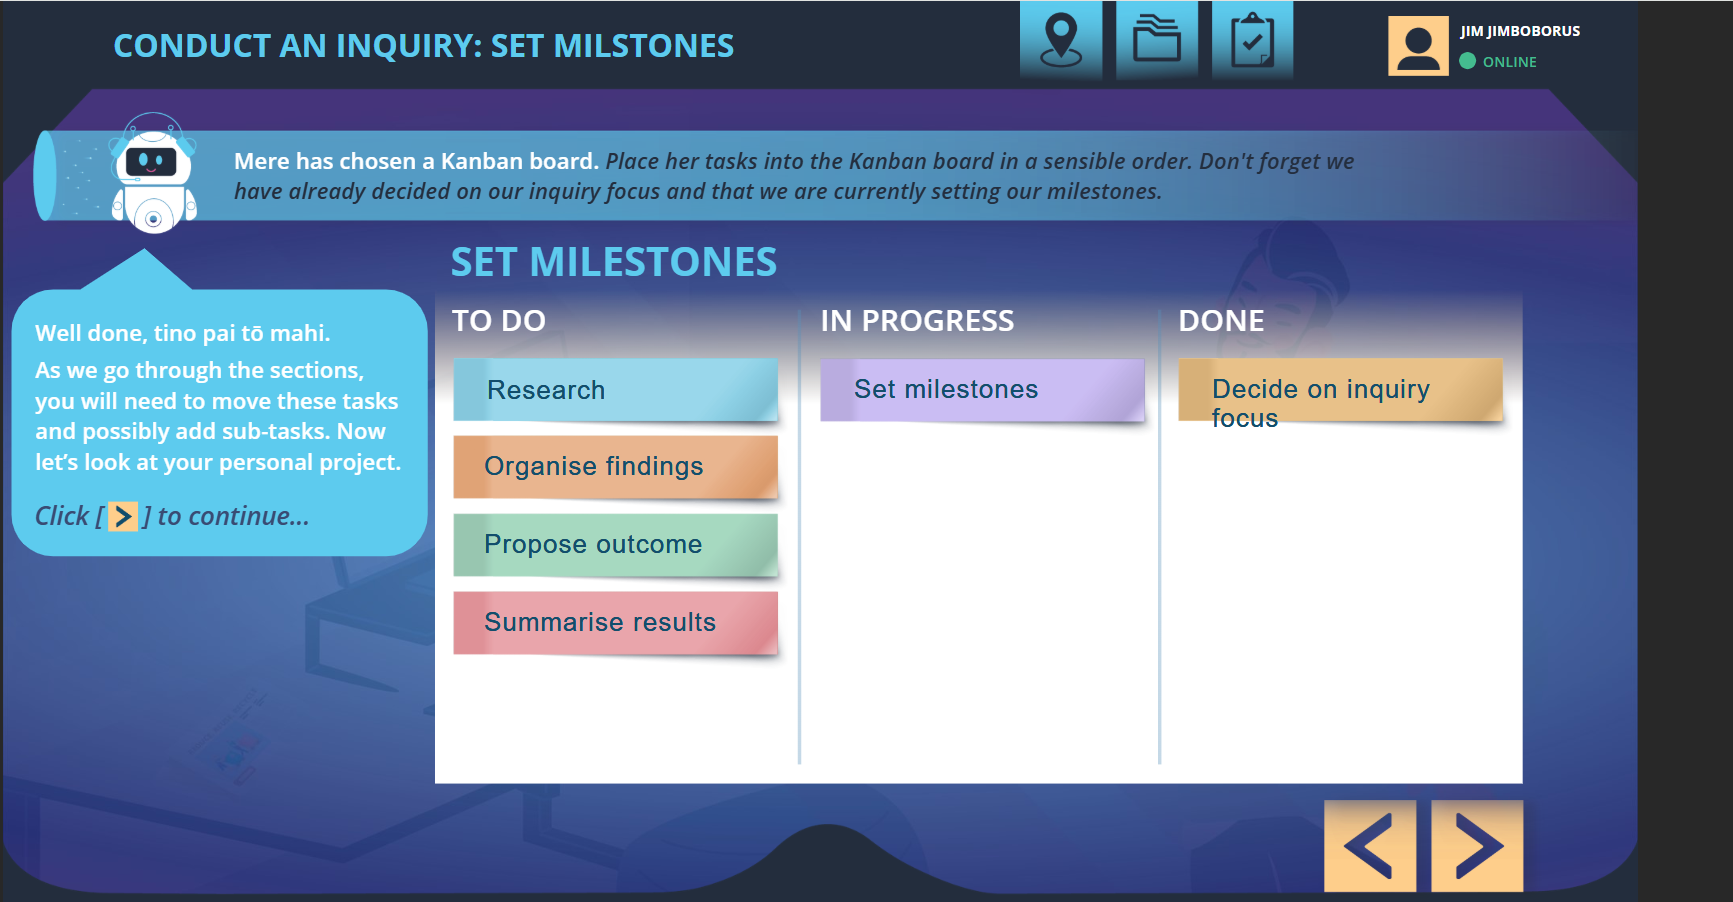 CONDUCT AN INQUIRY: SET MILSTONES
JIM JIMBOBORUS
ONLINE
Mere has chosen a Kanban board. Place her tasks into the Kanban board in a sensible order. Don't forget we
have already decided on our inquiry focus and that we are currently setting our milestones.
Well done, tino pai tō mahi.
As we go through the sections,
you will need to move these tasks
and possibly add sub-tasks. Now
let's look at your personal project.
Click [ > ] to continue...
SET MILESTONES
TO DO
Research
Organise findings
Propose outcome
Summarise results
IN PROGRESS
Set milestones
DONE
Decide on inquiry
focus